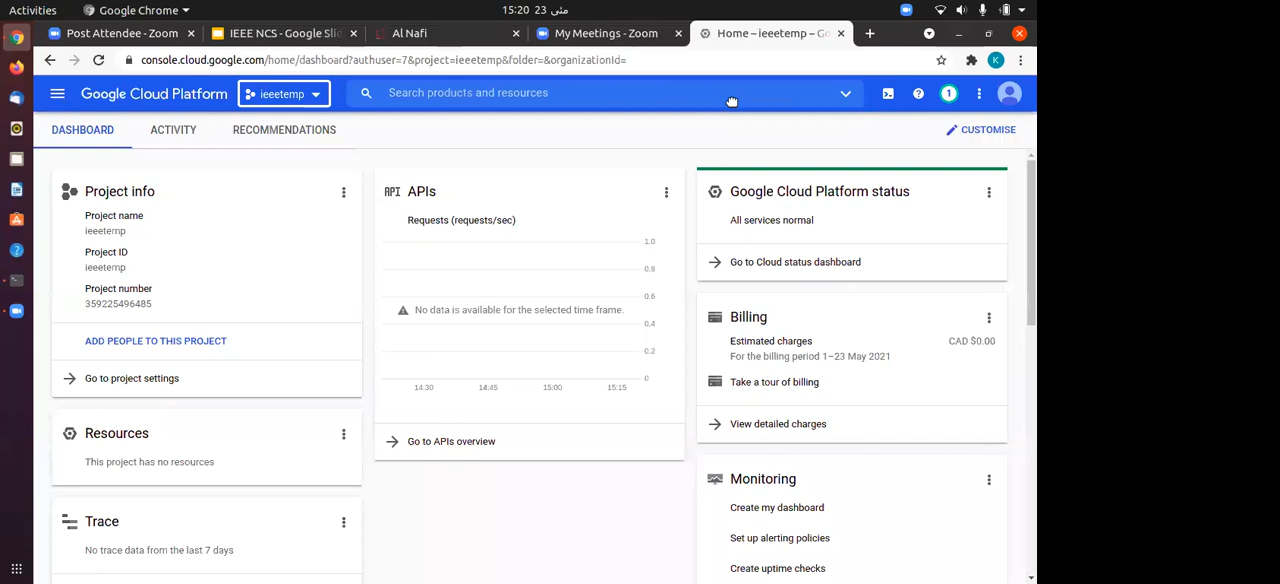 Activities
Google Chrome
15:20 23 مئی
Post Attendee - Zoom
IEEE NCS - Google Slid
Al Nafi
My Meetings - Zoom
Home – ieeetemp – Go
console.cloud.google.com/home/dashboard?authuser=7&project=ieeetemp&folder=&organizationId=
K
Google Cloud Platform
ieeetemp
Search products and resources
1
DASHBOARD
ACTIVITY
RECOMMENDATIONS
CUSTOMISE
Project info
Project name
ieeetemp
Project ID
ieeetemp
Project number
359225496485
ADD PEOPLE TO THIS PROJECT
Go to project settings
Resources
This project has no resources
Trace
No trace data from the last 7 days
API APIs
Requests (requests/sec)
1.0
0.8
No data is available for the selected time frame.
0.6
0.4
0.2
0
14:30 14:45 15:00 15:15
Go to APIs overview
Google Cloud Platform status
All services normal
Go to Cloud status dashboard
Billing
Estimated charges CAD $0.00
For the billing period 1–23 May 2021
Take a tour of billing
View detailed charges
Monitoring
Create my dashboard
Set up alerting policies
Create uptime checks